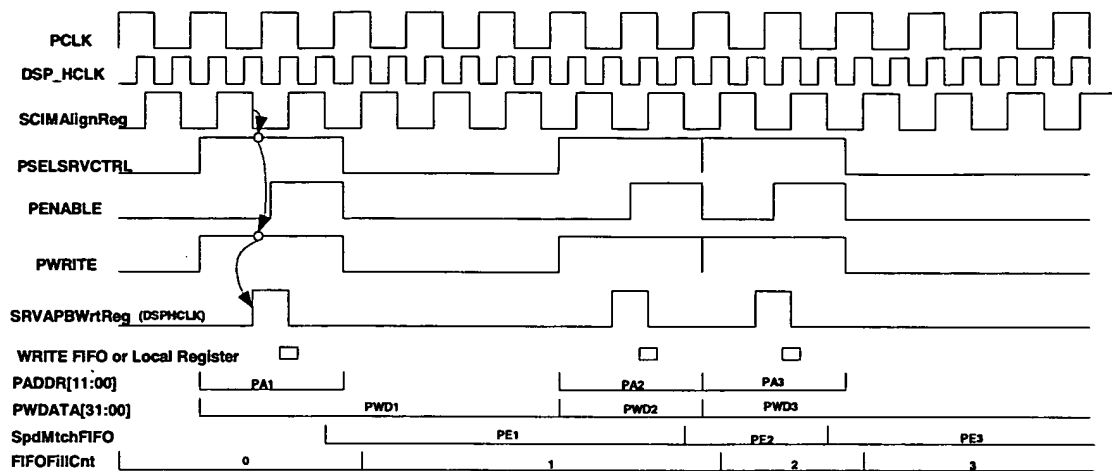 PCLK
DSP_HCLK
SCIMAlignReg
PSELSRVCTRL
PENABLE
PWRITE
SRVAPBWrtReg (DSPHCLK)
WRITE FIFO or Local Register
PADDR[11:00] PA1 PA2 PA3
PWDATA[31:00] PWD1 PWD2 PWD3
SpdMtchFIFO PE1 PE2 PE3
FIFOFillCnt 0 1 2 3